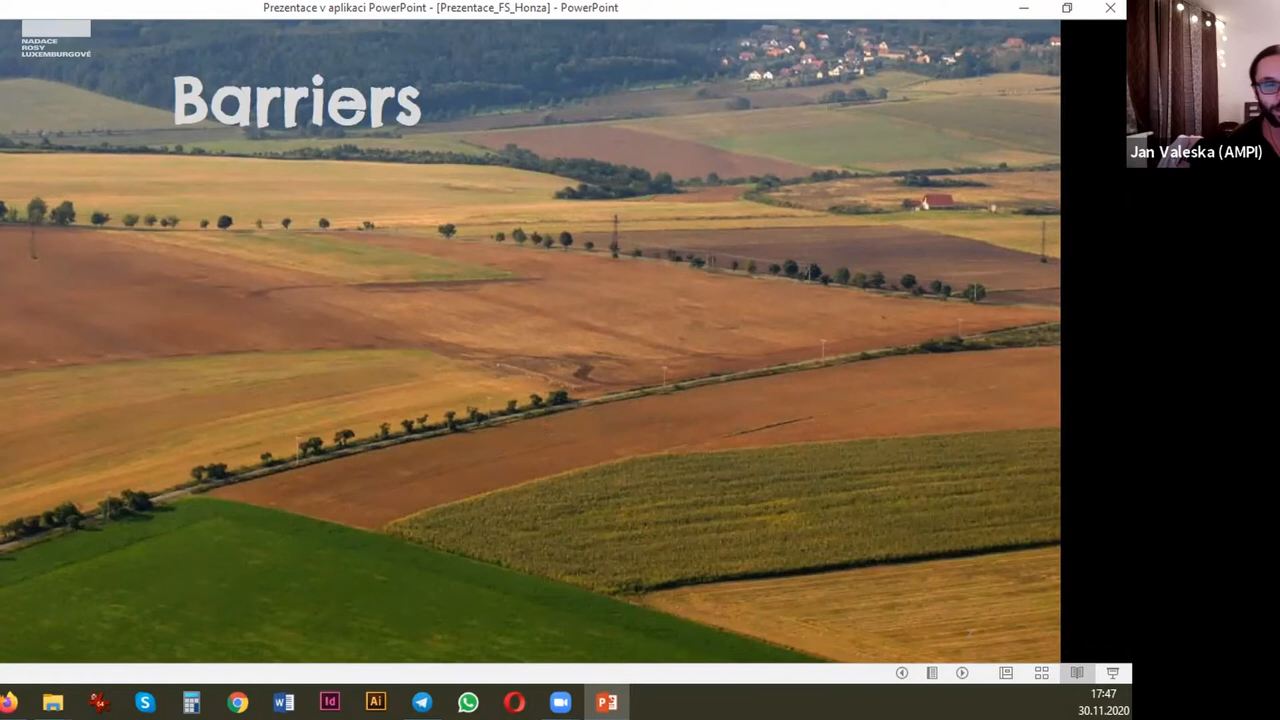 Prezentace v aplikaci PowerPoint - [Prezentace_FS_Honza] - PowerPoint
NADACE
ROSY
LUXEMBURGOVÉ
Barriers
Jan Valeska (AMPI)
17:47
30.11.2020